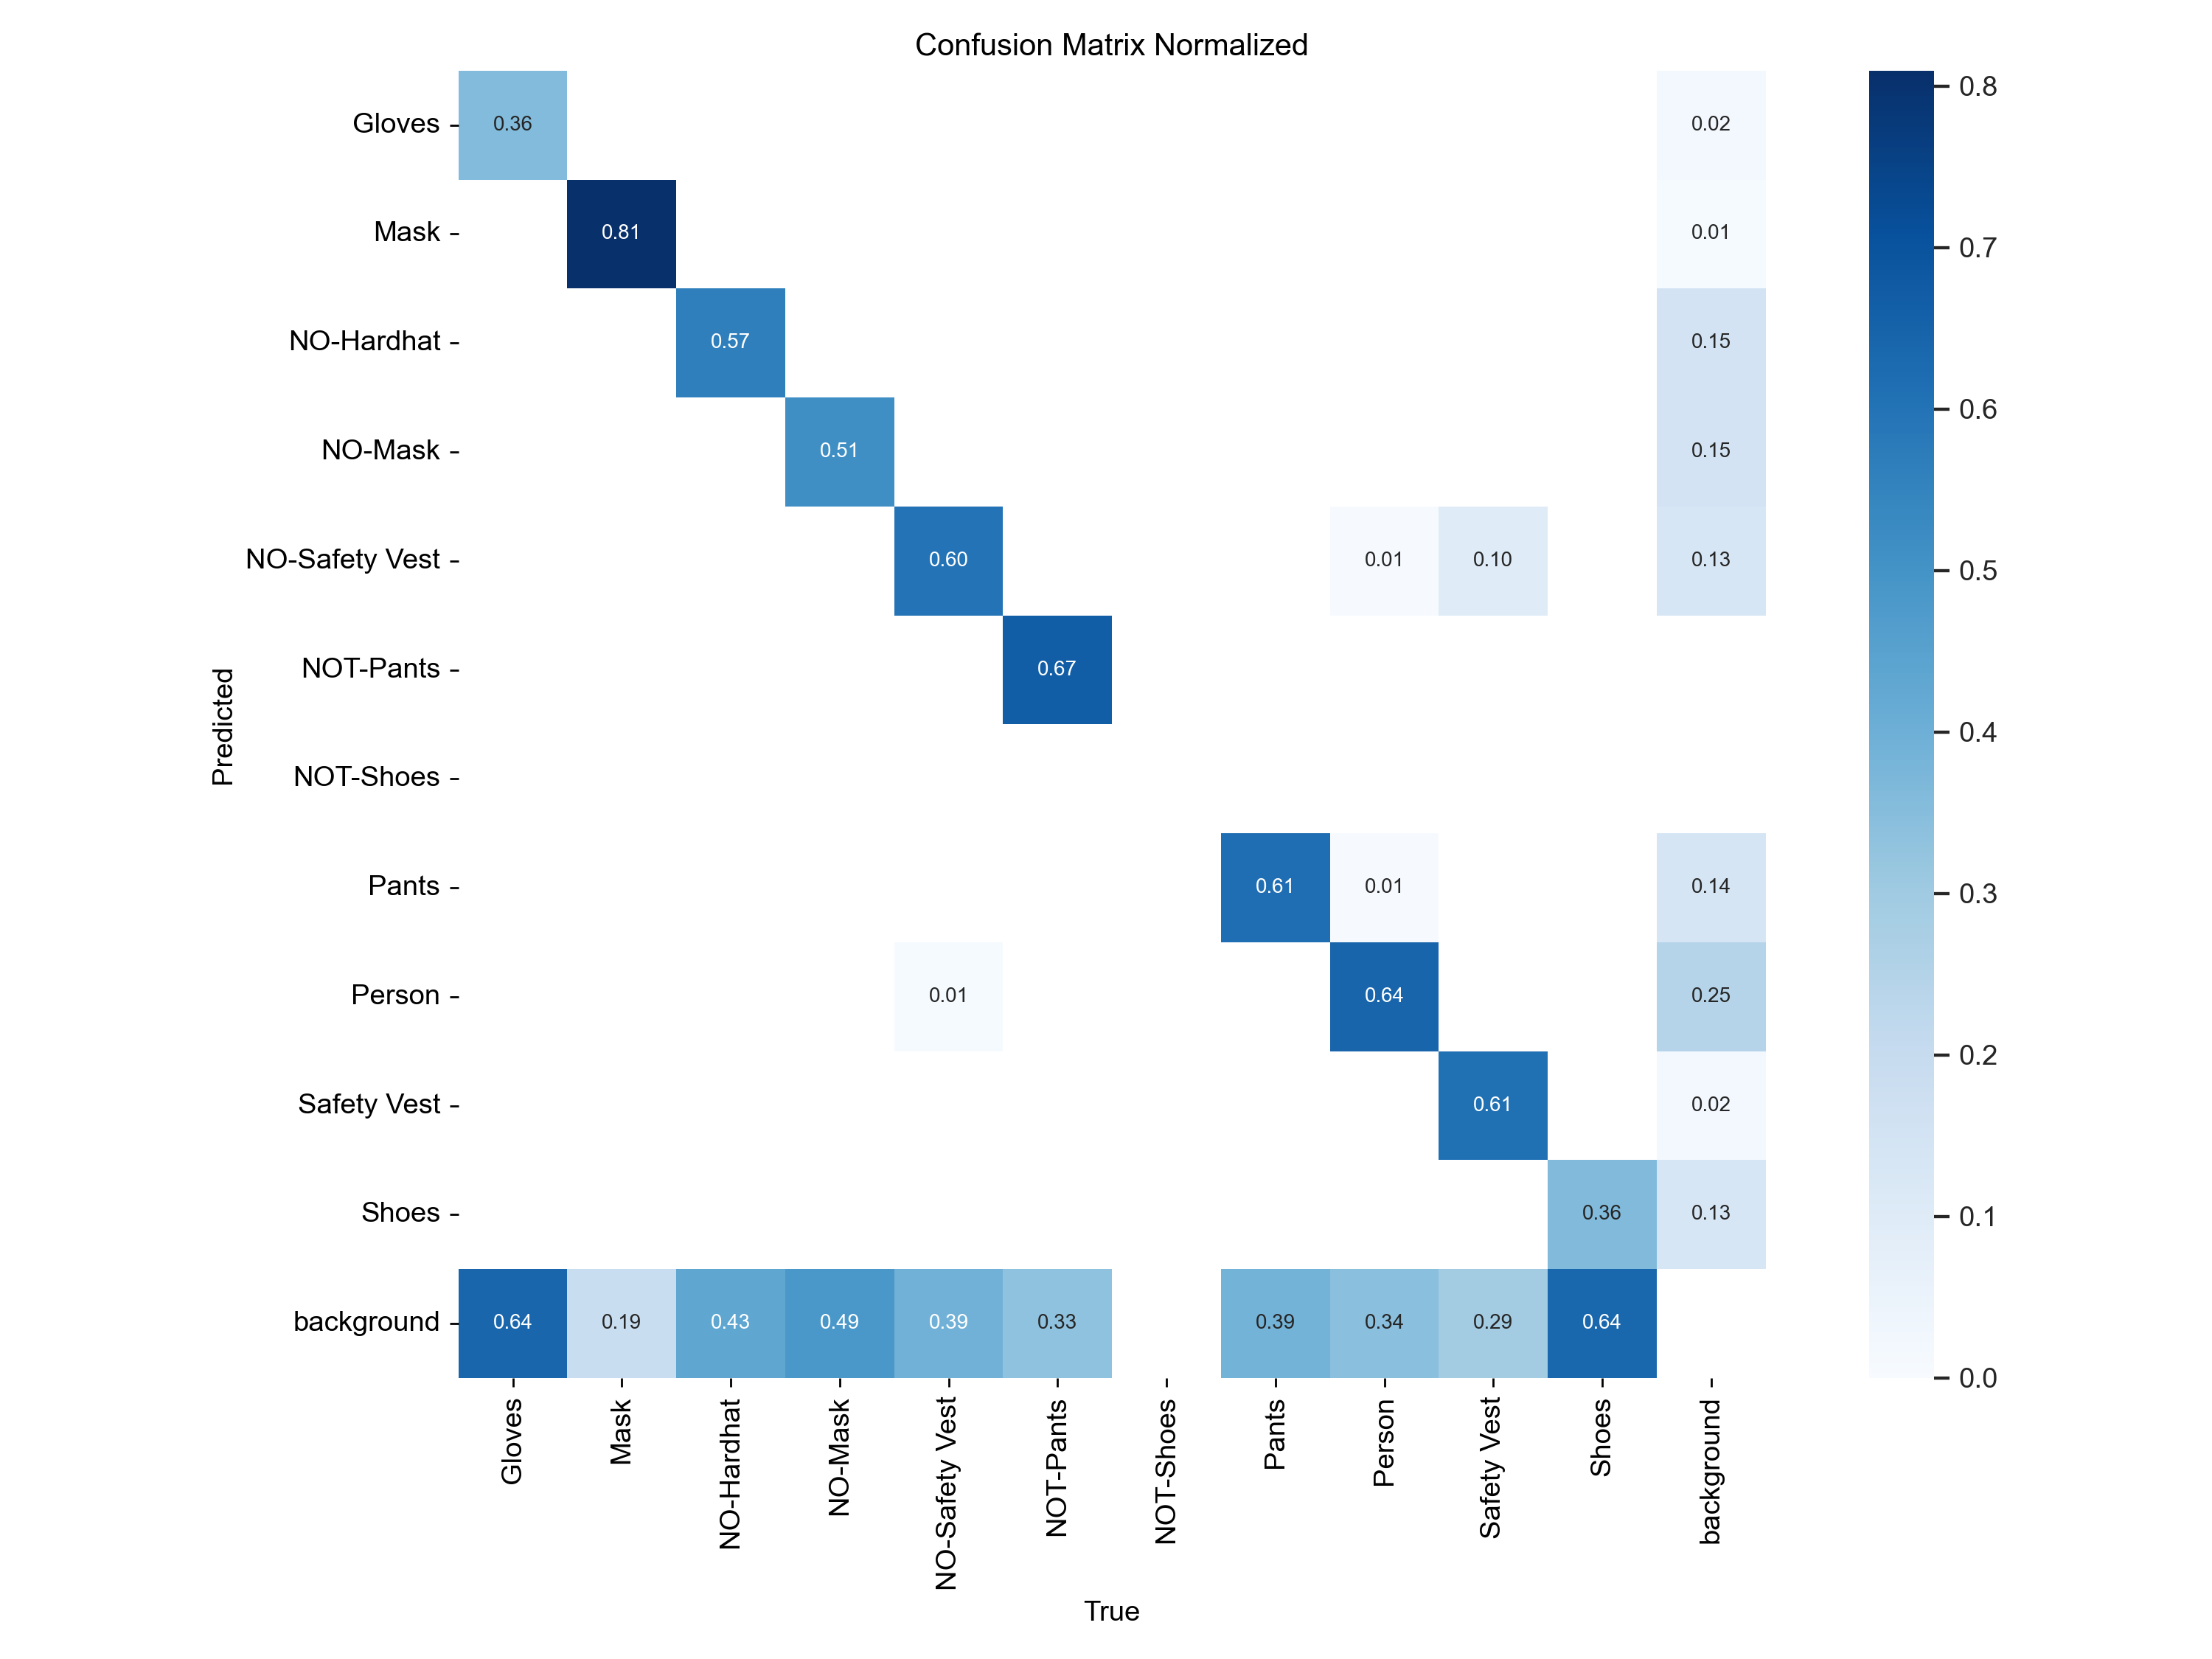 Confusion Matrix Normalized
Gloves 0.36 0.02 0.8
Mask 0.81 0.01 0.7
NO-Hardhat 0.57 0.15
NO-Mask 0.51 0.15 0.6
NO-Safety Vest 0.60 0.01 0.10 0.13 0.5
NOT-Pants 0.67
Predicted
NOT-Shoes 0.4
Pants 0.61 0.01 0.14 0.3
Person 0.01 0.64 0.25
Safety Vest 0.61 0.02 0.2
Shoes 0.36 0.13 0.1
background 0.64 0.19 0.43 0.49 0.39 0.33 0.39 0.34 0.29 0.64 0.0
Gloves
Mask
NO-Hardhat
NO-Mask
NO-Safety Vest
NOT-Pants
NOT-Shoes
Pants
Person
Safety Vest
Shoes
background
True